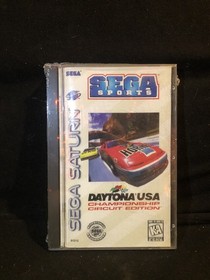 SEGA
SEGA
SPORTS
SEGA SATURN
DAYTONA USA
CHAMPIONSHIP
CIRCUIT EDITION